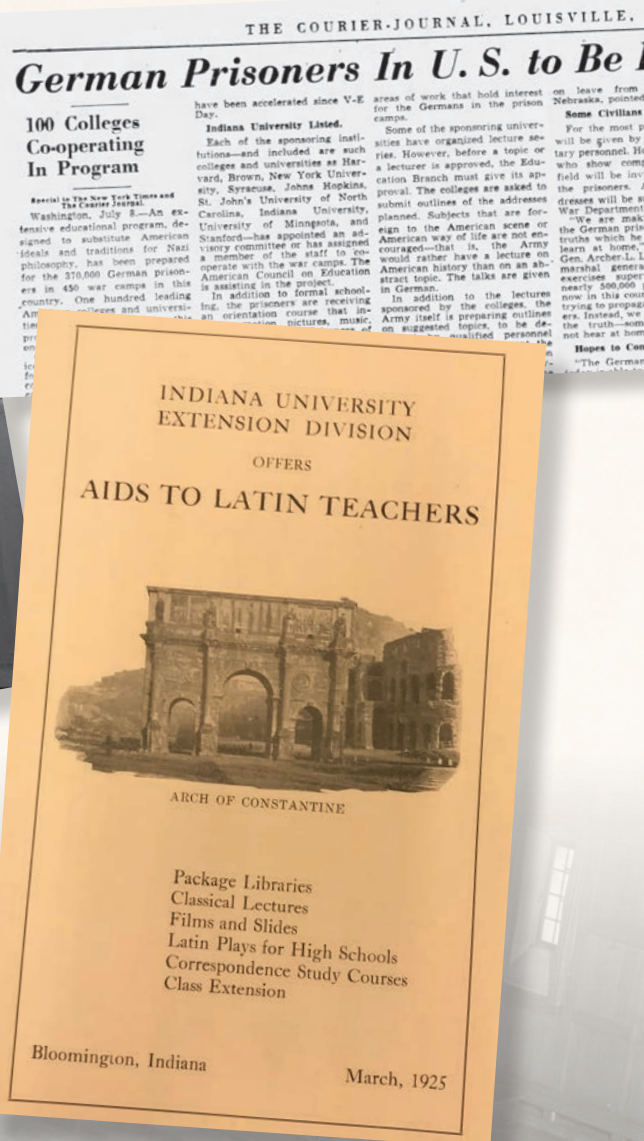 THE COURIER-JOURNAL, LOUISVILLE,
German Prisoners In U. S. to Be
100 Colleges
Co-operating
In Program
Special to The New York Times and
The Courier Journal.
Washington, July 8.—An ex-
tensive educational program, de-
signed to substitute American
ideals and traditions for Nazi
philosophy, has been prepared
for the 370,000 German prison-
ers in 450 war camps in this
country. One hundred leading
colleges and universi-
have been accelerated since V-E
Day.
Indiana University Listed.
Each of the sponsoring insti-
tutions—and included are such
colleges and universities as Har-
vard, Brown, New York Univer-
sity, Syracuse, Johns Hopkins,
St. John's University of North
Carolina, Indiana University,
University of Minnesota, and
Stanford—has appointed an ad-
visory committee or has assigned
a member of the staff to co-
operate with the war camps. The
American Council on Education
is assisting in the project.
In addition to formal school-
ing, the prisoners are receiving
an orientation course that in-
pictures, music,
areas of work that hold interest
for the Germans in the prison
camps.
Some of the sponsoring univer-
sities have organized lecture se-
ries. However, before a topic or
a lecturer is approved, the Edu-
cation Branch must give its ap-
proval. The colleges are asked to
submit outlines of the addresses
planned. Subjects that are for-
eign to the American scene or
American way of life are not en-
couraged—that is, the Army
would rather have a lecture on
American history than on an ab-
stract topic. The talks are given
in German.
In addition to the lectures
sponsored by the colleges, the
Army itself is preparing outlines
on suggested topics, to be de-
qualified personnel
the
on leave from
Nebraska, pointed
Some Civilians
For the most p
will be given by
tary personnel. Ho
who show comp
field will be inv
the prisoners.
dresses will be s
War Department
"We are mak
the German pris
truths which he
learn at home,"
Gen. Archer L. L
marshal genera
exercises super
nearly 500,000
now in this cou
trying to propag
ers. Instead, we
the truth—som
not hear at hom
Hopes to Con
"The German
INDIANA UNIVERSITY
EXTENSION DIVISION
OFFERS
AIDS TO LATIN TEACHERS
ARCH OF CONSTANTINE
Package Libraries
Classical Lectures
Films and Slides
Latin Plays for High Schools
Correspondence Study Courses
Class Extension
Bloomington, Indiana
March, 1925